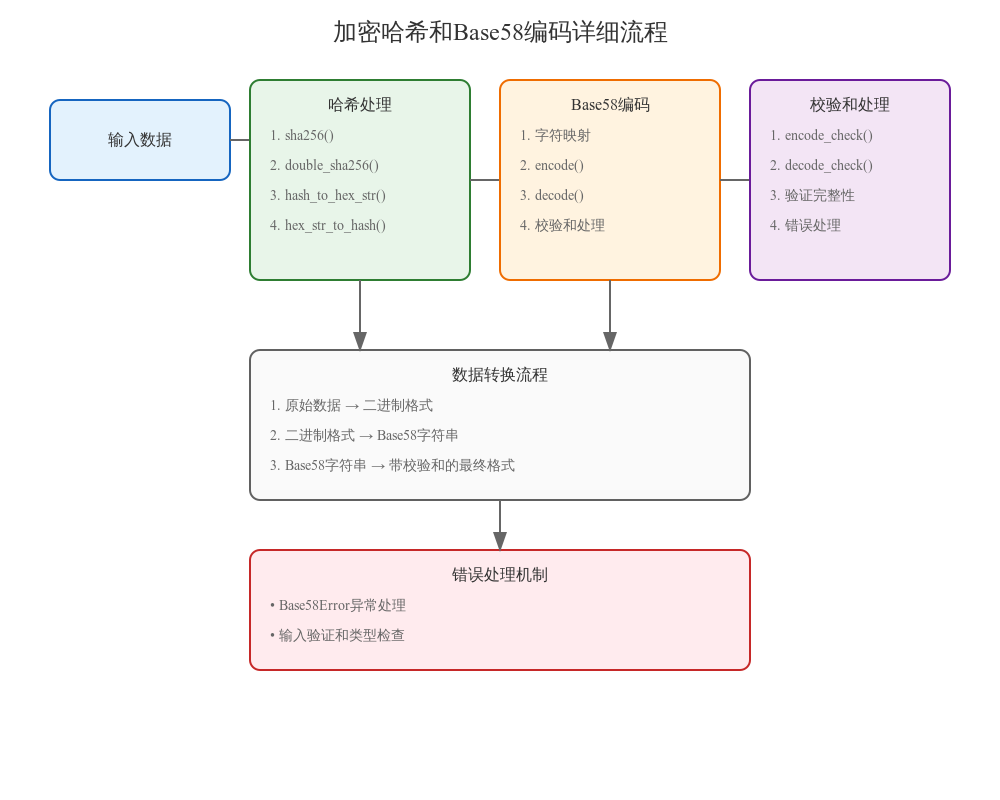 加密哈希和Base58编码详细流程
输入数据
哈希处理
1. sha256()
2. double_sha256()
3. hash_to_hex_str()
4. hex_str_to_hash()
Base58编码
1. 字符映射
2. encode()
3. decode()
4. 校验和处理
校验和处理
1. encode_check()
2. decode_check()
3. 验证完整性
4. 错误处理
数据转换流程
1. 原始数据 → 二进制格式
2. 二进制格式 → Base58字符串
3. Base58字符串 → 带校验和的最终格式
错误处理机制
• Base58Error异常处理
• 输入验证和类型检查